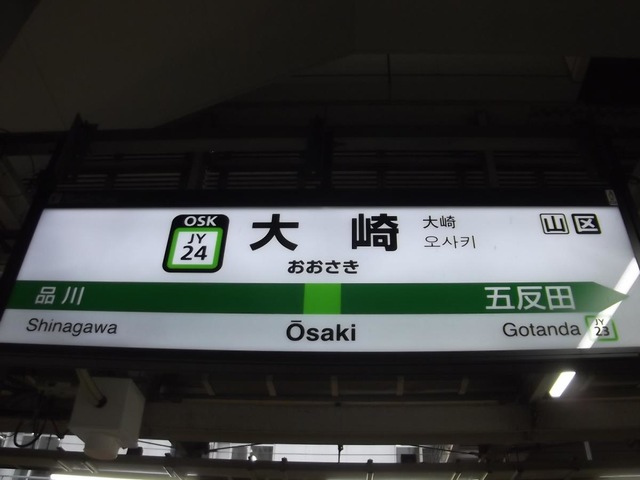 OSK
JY
24
大崎
おおさき
大崎
오사키
山区
品川
五反田
Shinagawa
Ōsaki
Gotanda
JY
23